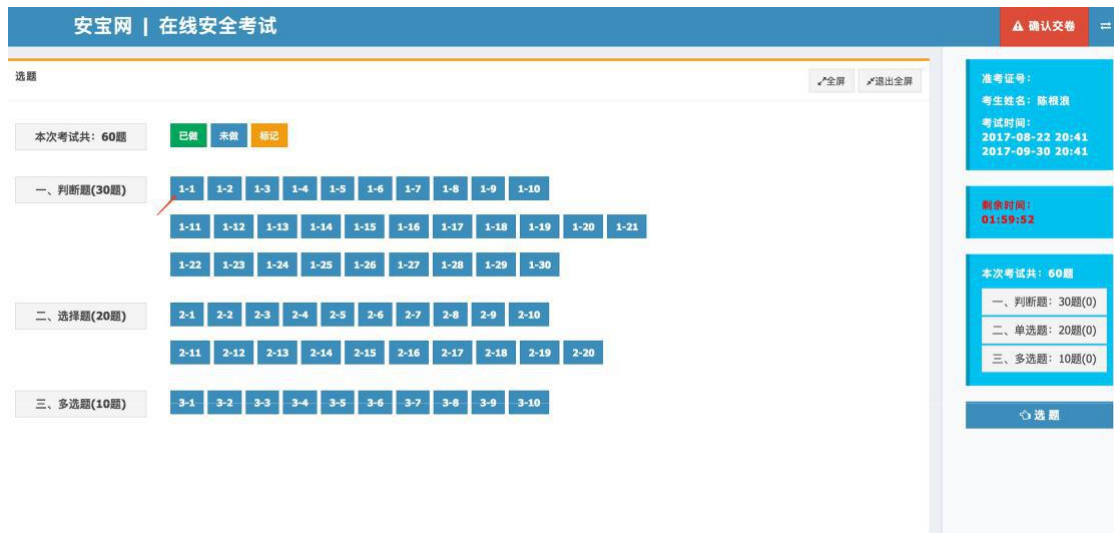 安宝网 | 在线安全考试
确认交卷
选题
全屏
退出全屏
本次考试共：60题
已做 未做 标记
一、判断题(30题)
1-1 1-2 1-3 1-4 1-5 1-6 1-7 1-8 1-9 1-10
1-11 1-12 1-13 1-14 1-15 1-16 1-17 1-18 1-19 1-20 1-21
1-22 1-23 1-24 1-25 1-26 1-27 1-28 1-29 1-30
二、选择题(20题)
2-1 2-2 2-3 2-4 2-5 2-6 2-7 2-8 2-9 2-10
2-11 2-12 2-13 2-14 2-15 2-16 2-17 2-18 2-19 2-20
三、多选题(10题)
3-1 3-2 3-3 3-4 3-5 3-6 3-7 3-8 3-9 3-10
准考证号：
考生姓名：陈根浪
考试时间：
2017-08-22 20:41
2017-09-30 20:41
剩余时间：
01:59:52
本次考试共：60题
一、判断题：30题(0)
二、单选题：20题(0)
三、多选题：10题(0)
选题